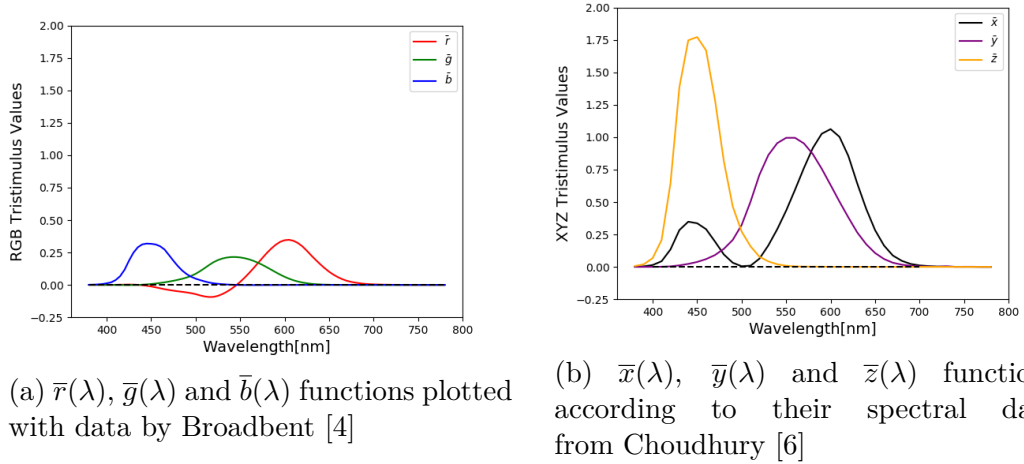 2.00
1.75
1.50
1.25
1.00
0.75
0.50
0.25
0.00
−0.25
RGB Tristimulus Values
400 450 500 550 600 650 700 750 800
Wavelength[nm]
r̄
ḡ
b̄
(a) r̅(λ), g̅(λ) and b̅(λ) functions plotted
with data by Broadbent [4]
2.00
1.75
1.50
1.25
1.00
0.75
0.50
0.25
0.00
−0.25
XYZ Tristimulus Values
400 450 500 550 600 650 700 750 800
Wavelength[nm]
x̄
ȳ
z̄
(b) x̅(λ), y̅(λ) and z̅(λ) functio
according to their spectral da
from Choudhury [6]